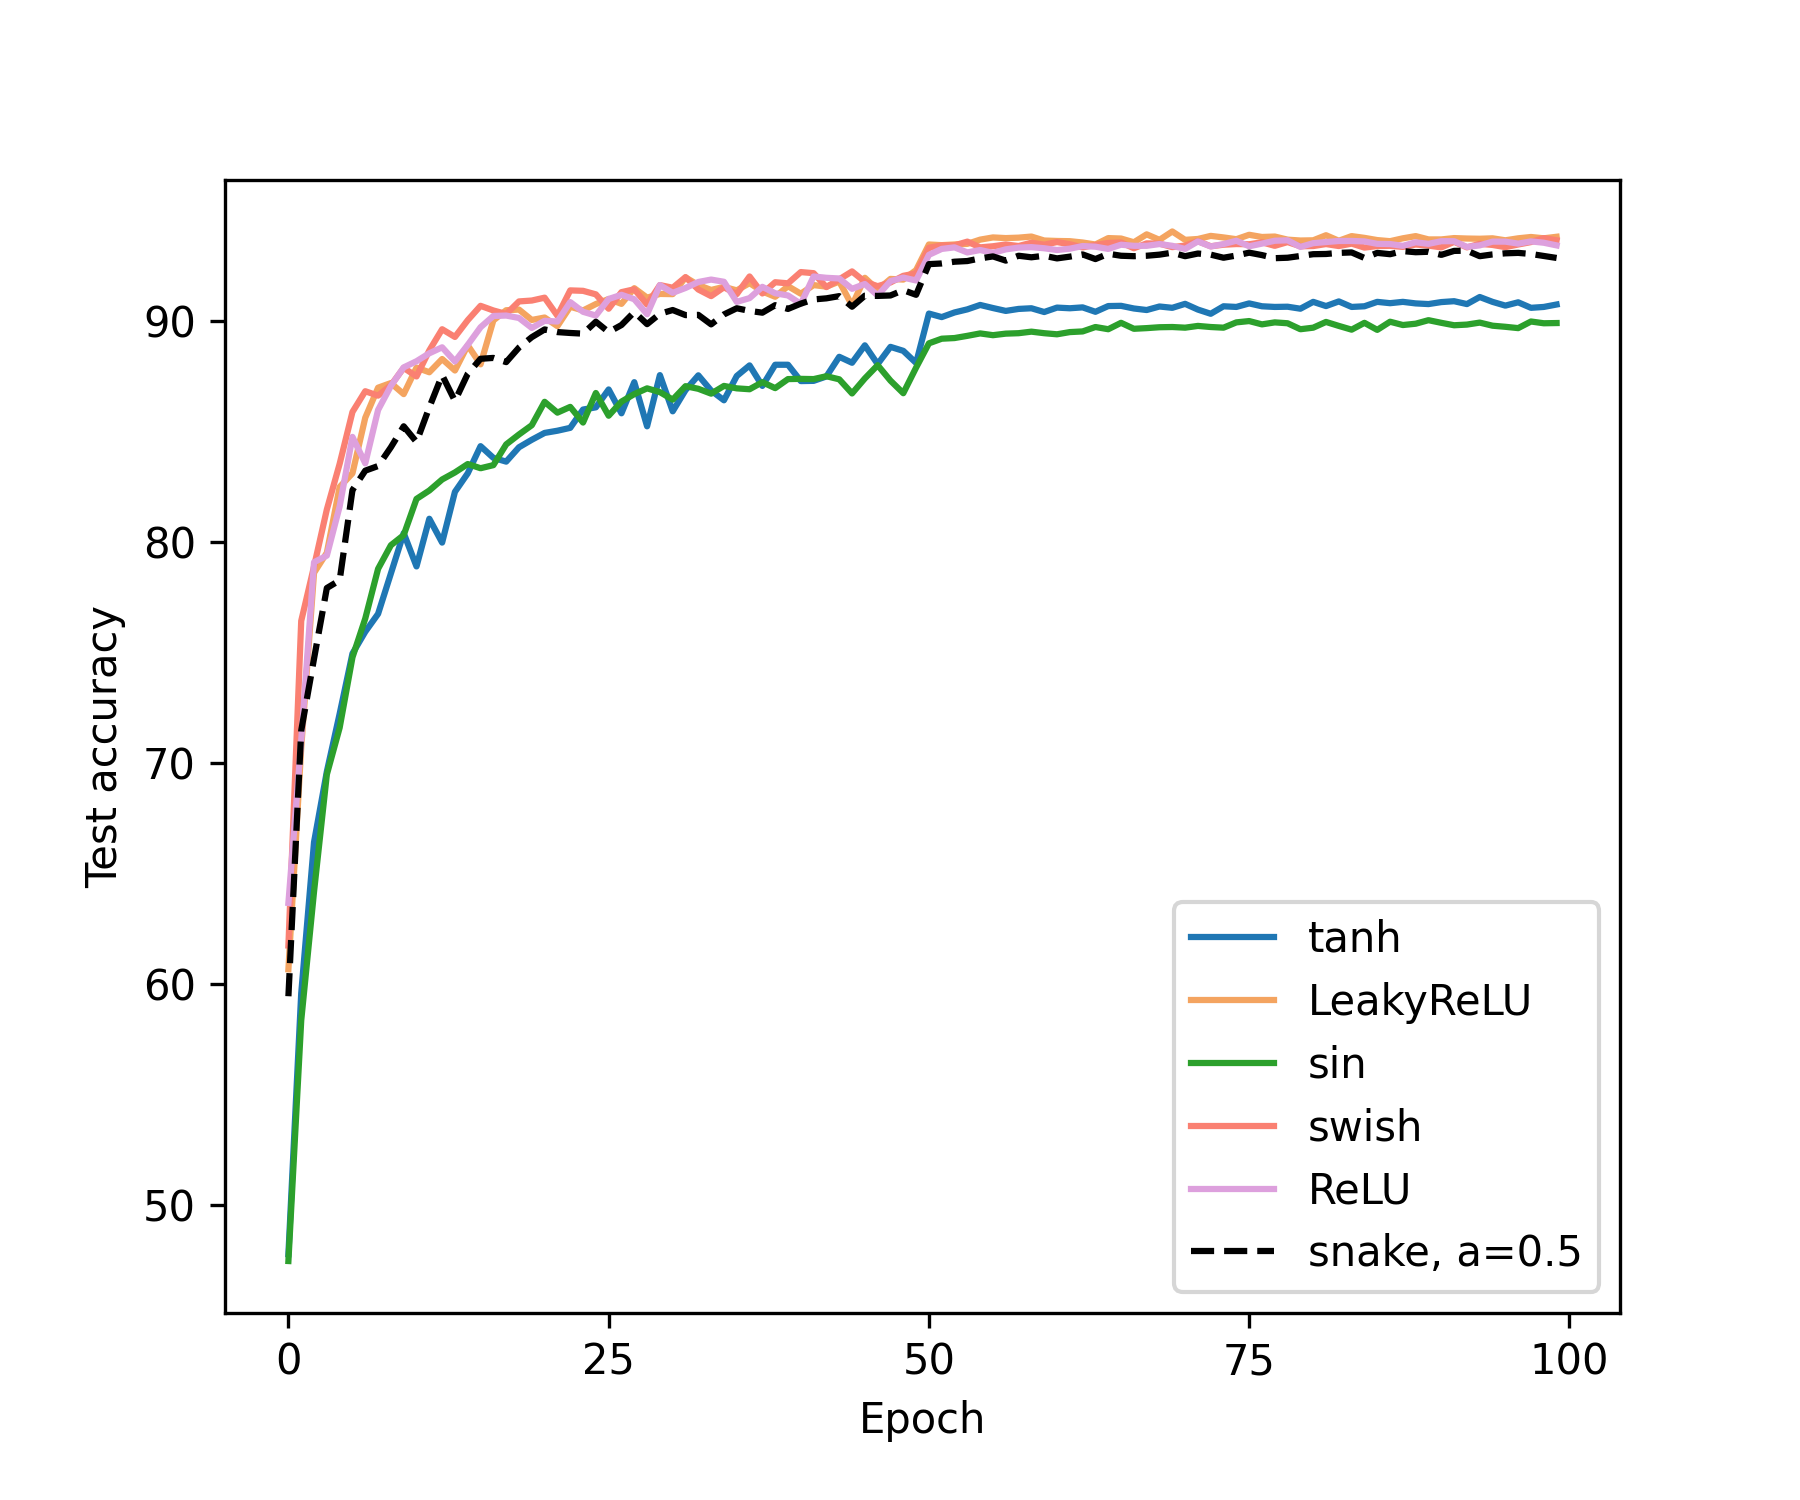 90
80
70
60
50
Test accuracy
0 25 50 75 100
Epoch
tanh
LeakyReLU
sin
swish
ReLU
snake, a=0.5